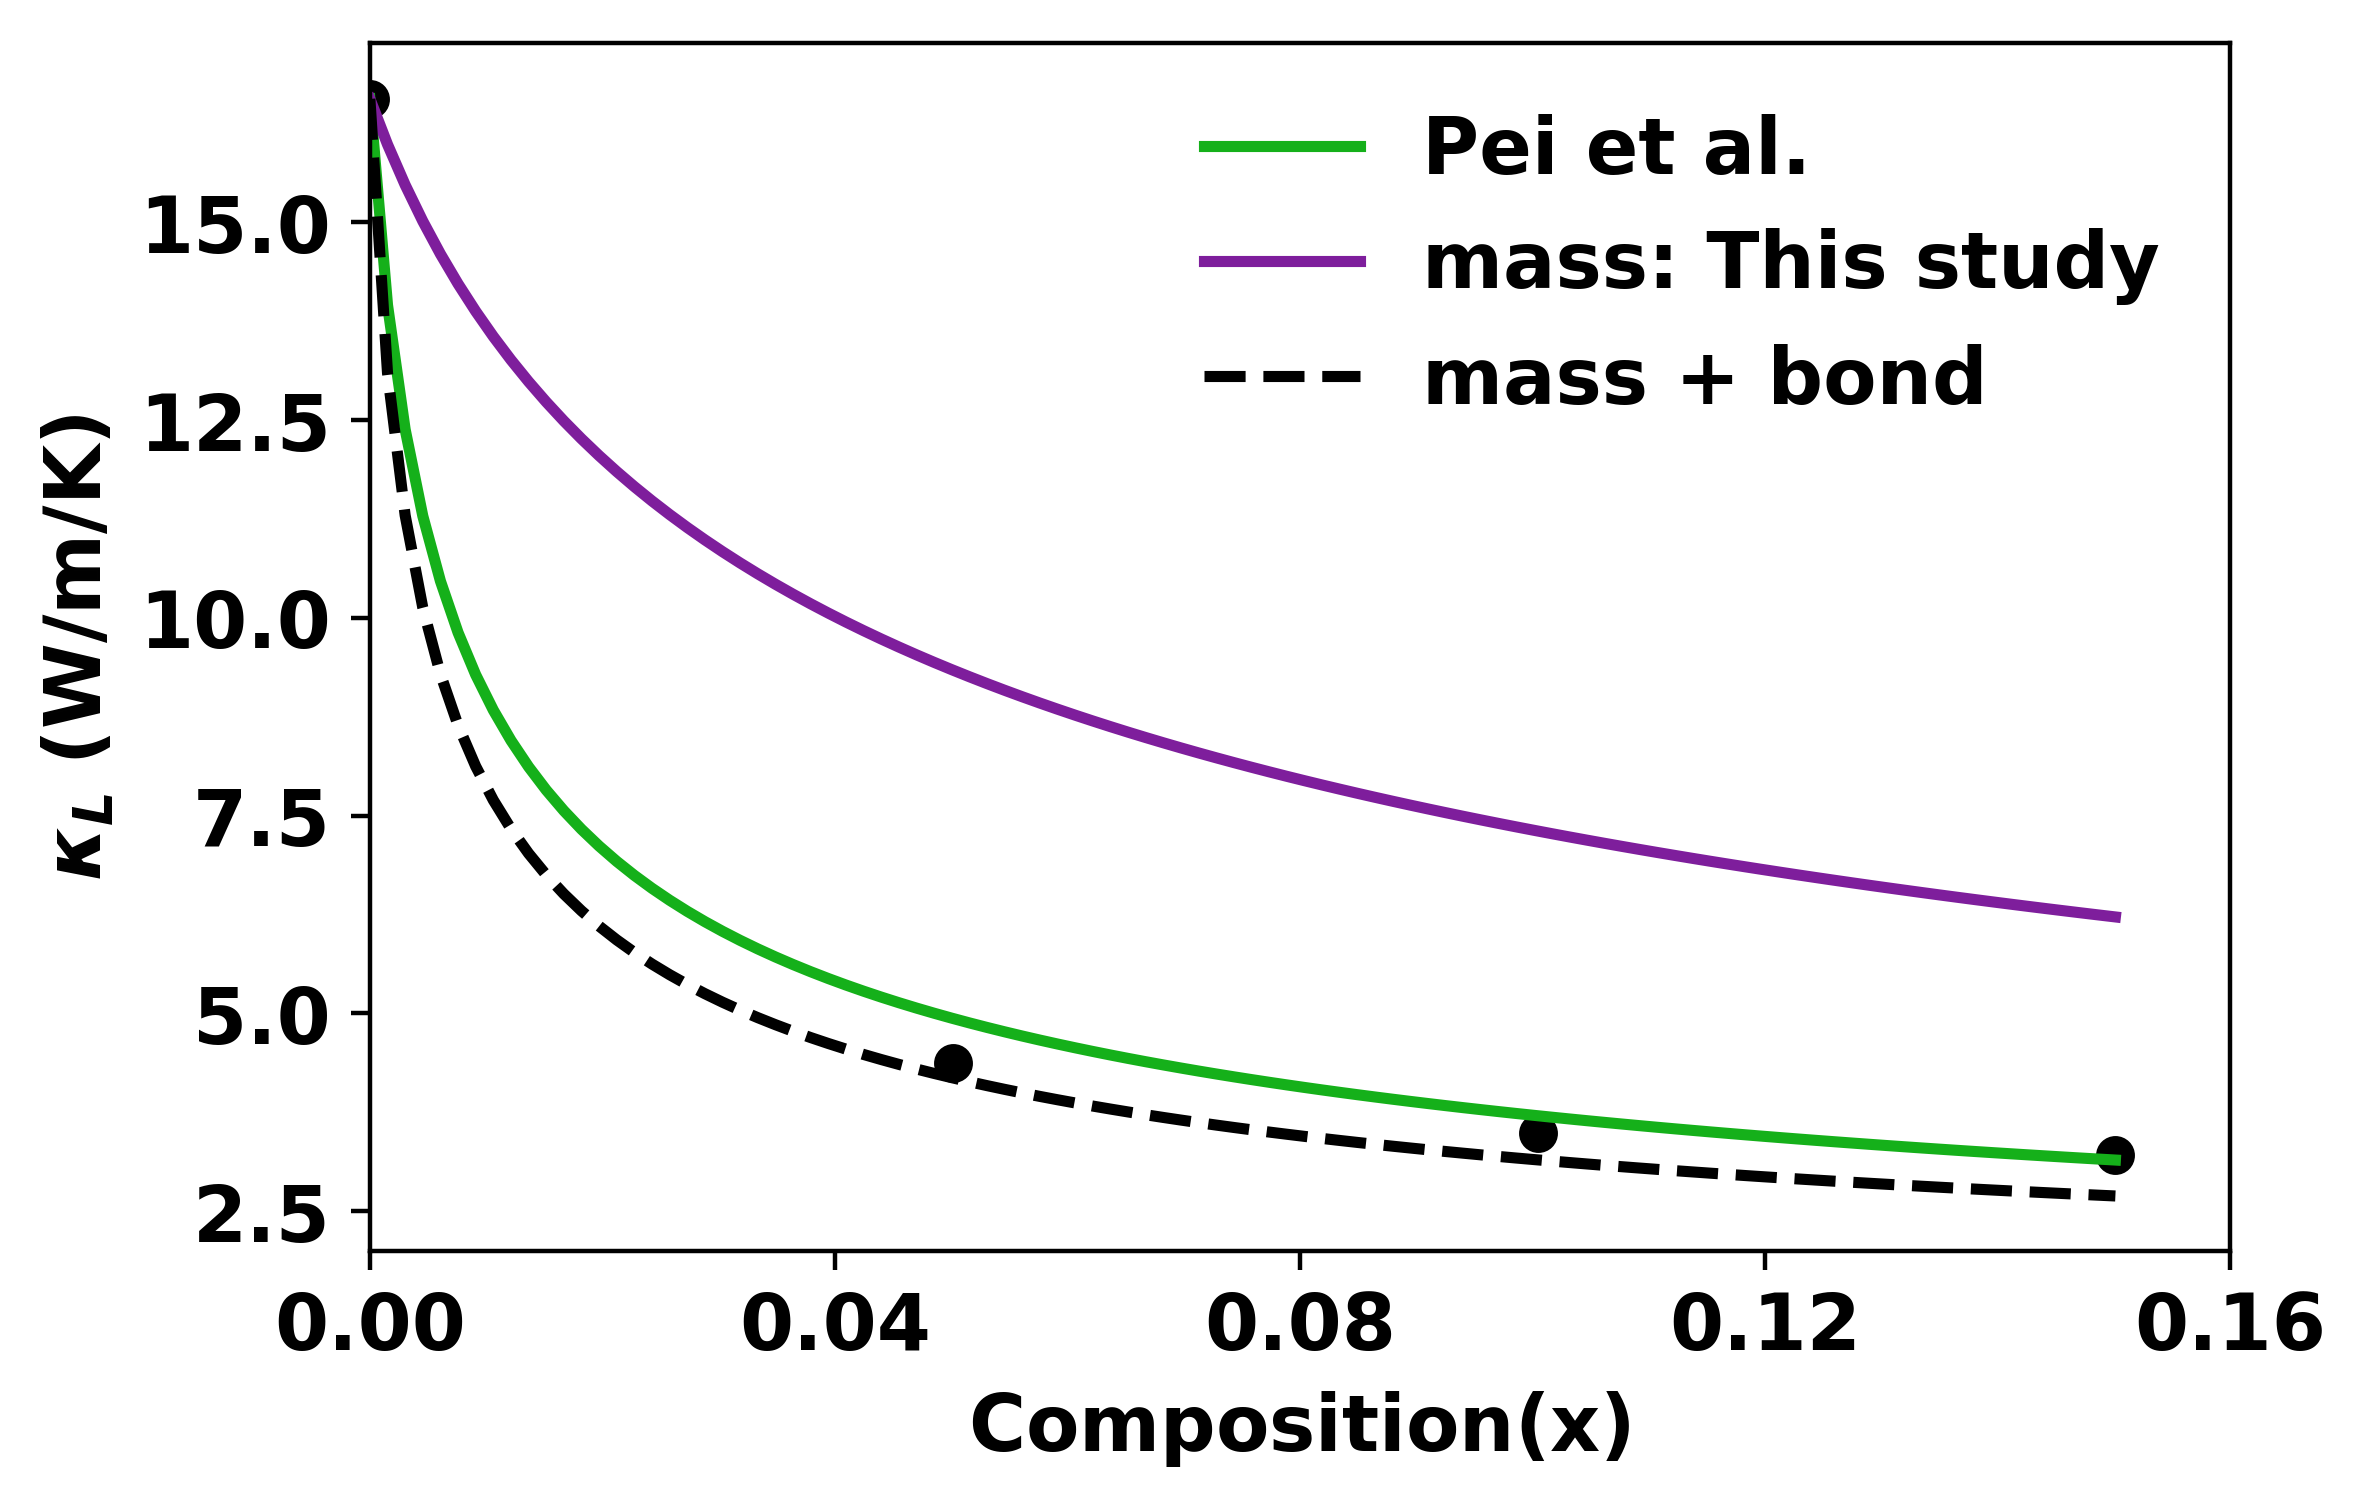 Pei et al.
mass: This study
mass + bond
15.0
12.5
10.0
7.5
5.0
2.5
κL (W/m/K)
0.00 0.04 0.08 0.12 0.16
Composition(x)